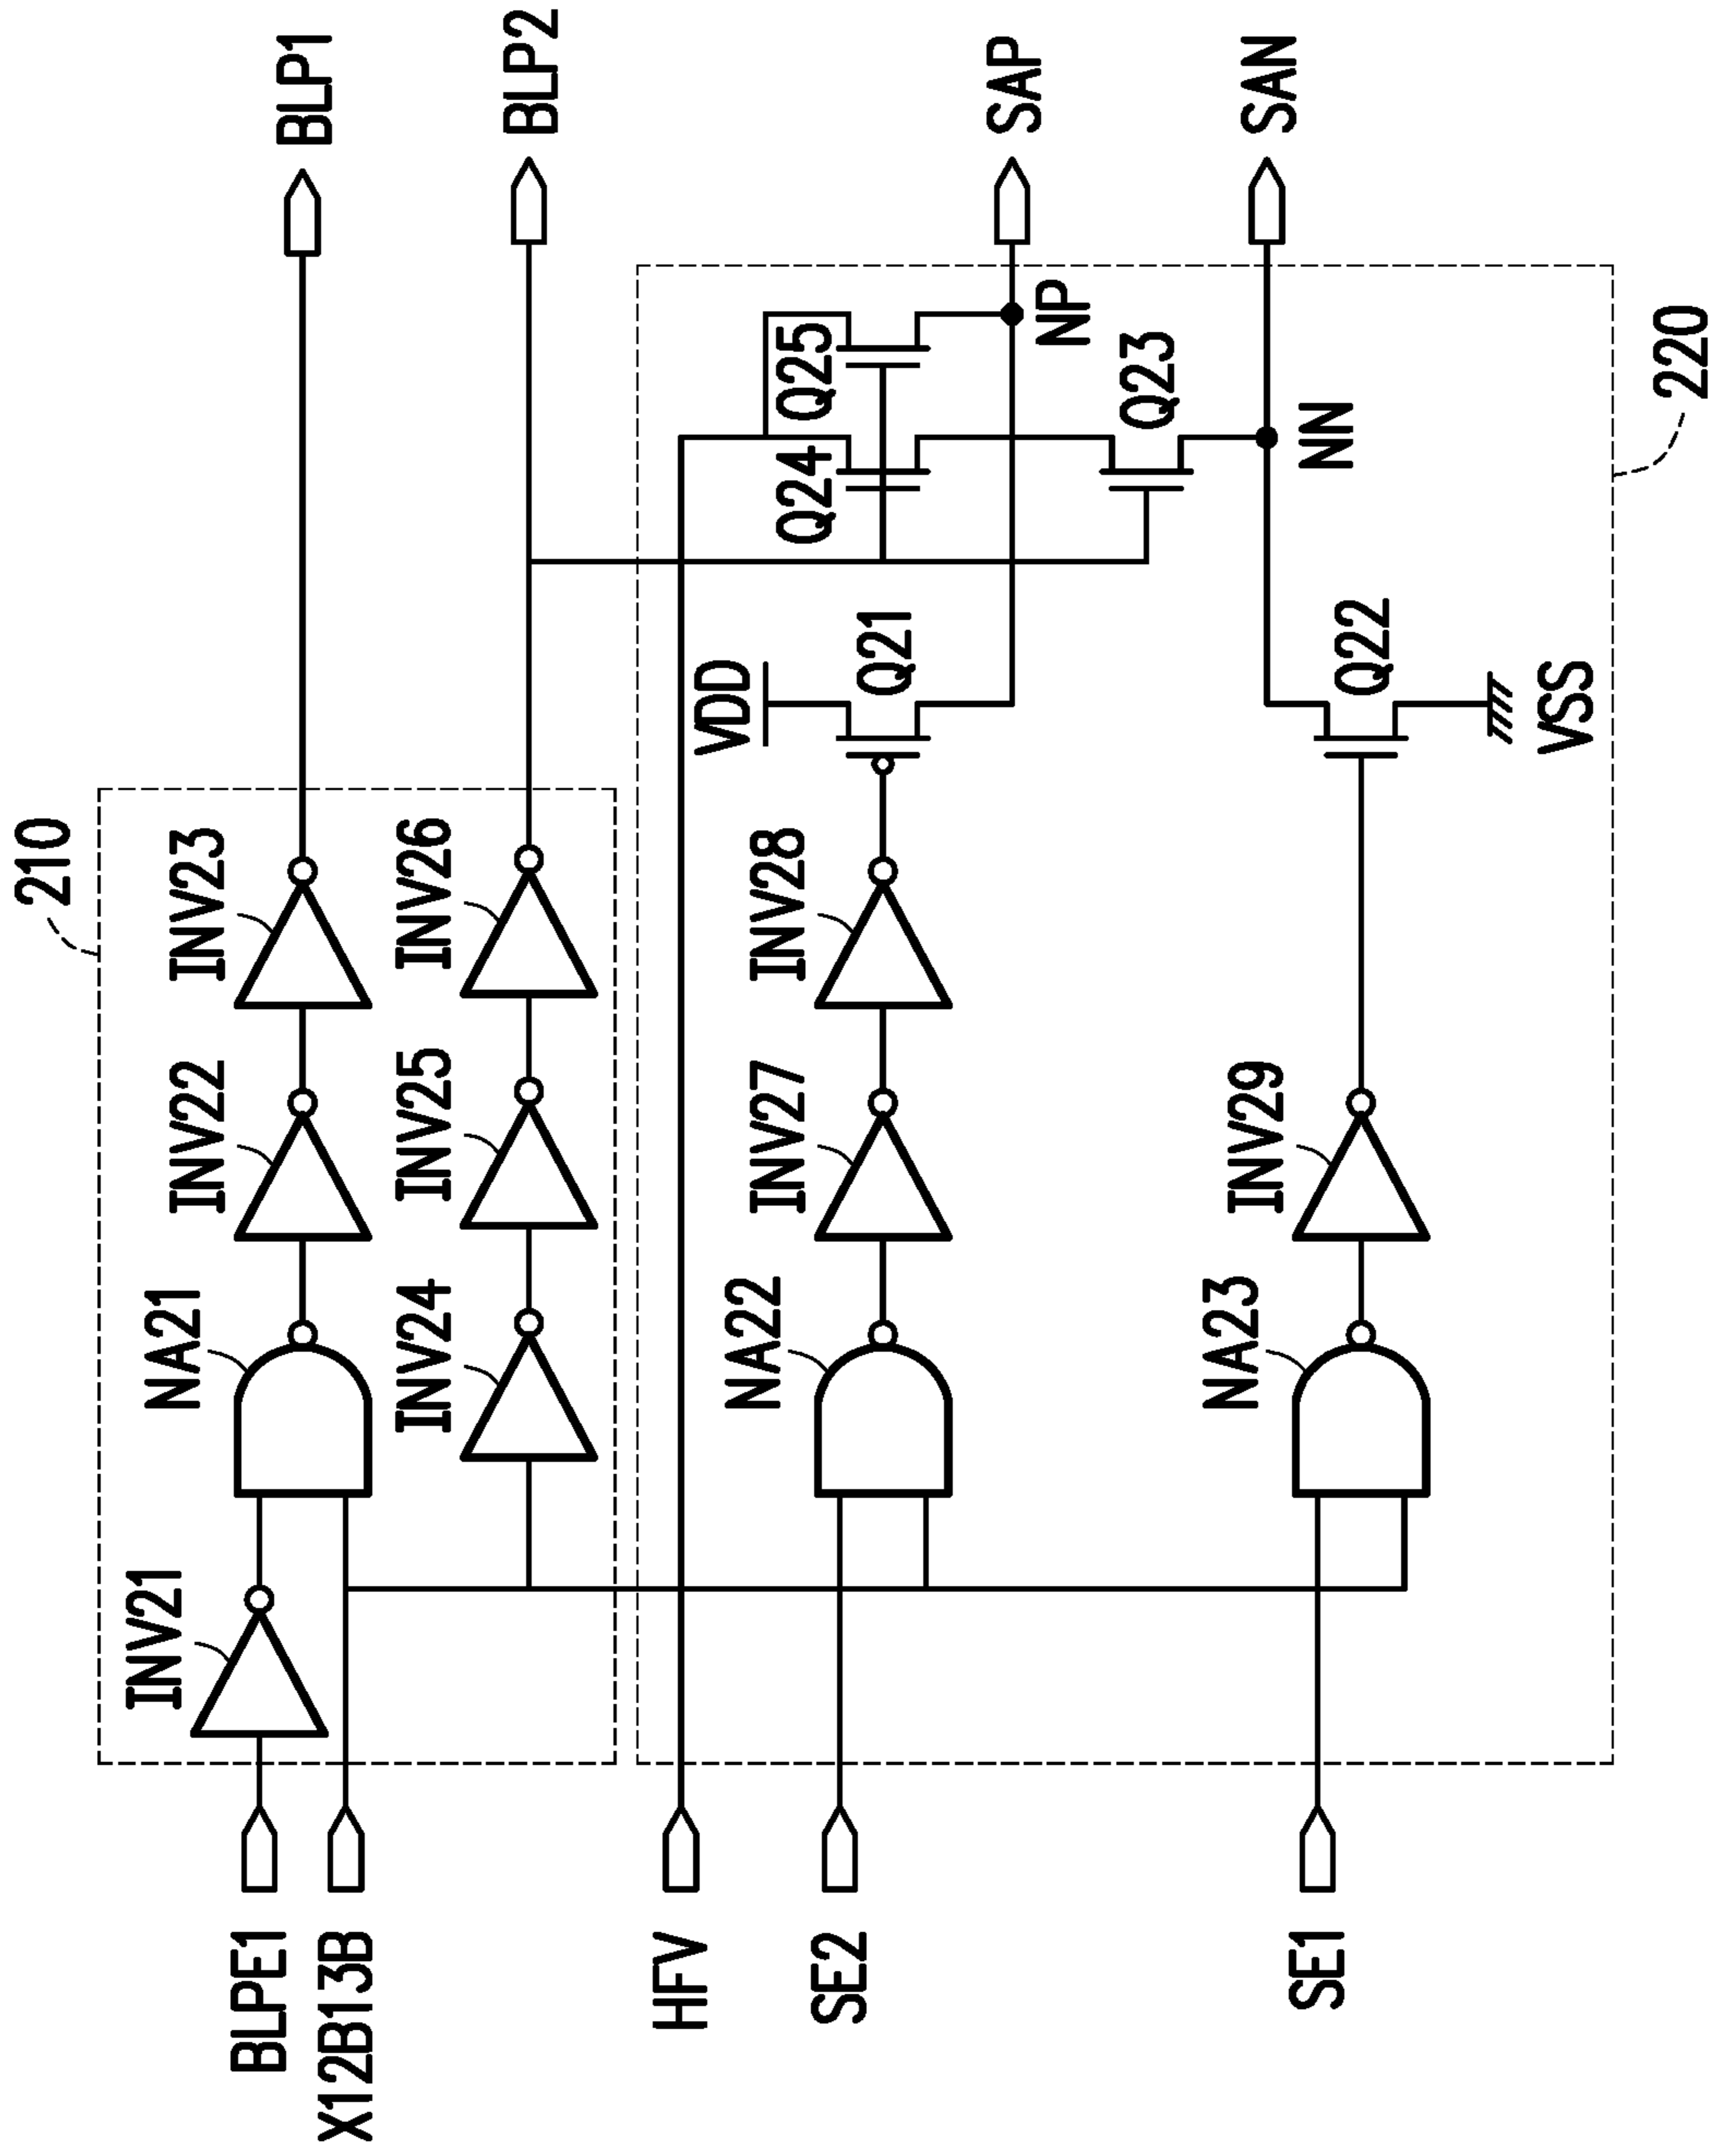 210
INV21
NA21
INV22
INV23
BLP1
BLPE1
X12B13B
INV24
INV25
INV26
BLP2
HFV
VDD
Q24
Q25
SE2
NA22
INV27
INV28
Q21
SAP
NP
Q23
SE1
NA23
INV29
Q22
NN
SAN
VSS
220